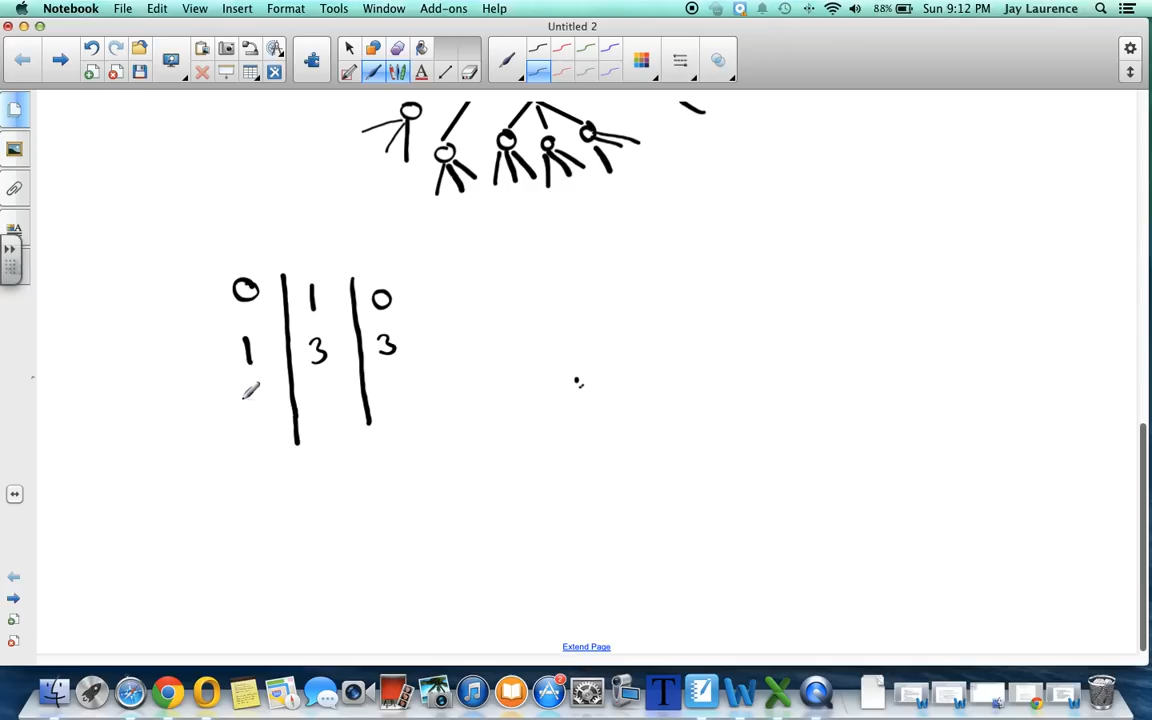 Notebook File Edit View Insert Format Tools Window Add-ons Help 88% Sun 9:12 PM Jay Laurence
Untitled 2
A
A
0 1 0
1 3 3
Extend Page
2
T W X